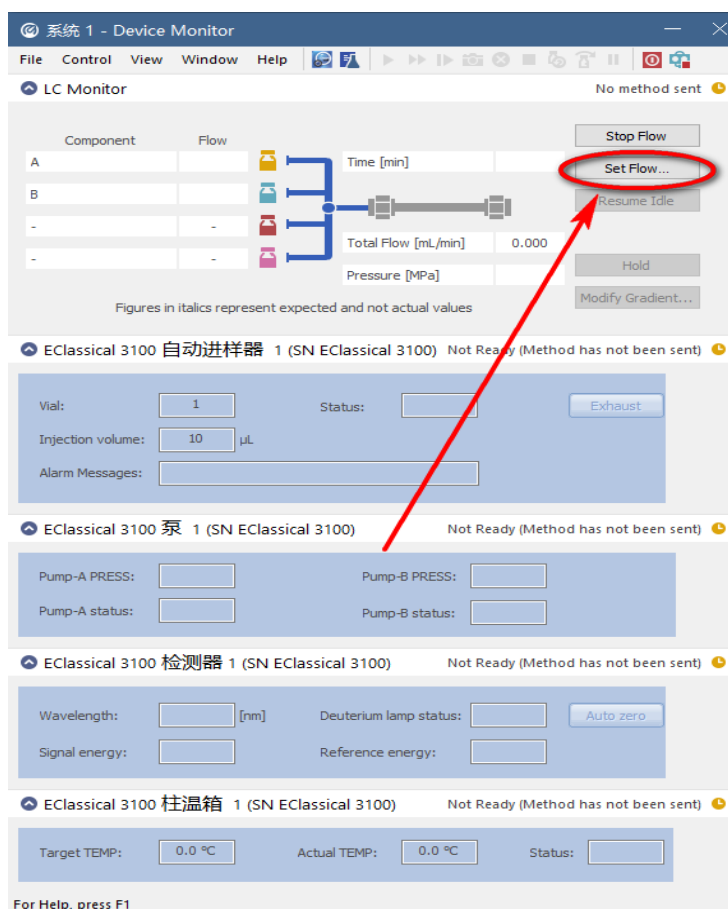 系统 1 - Device Monitor
File Control View Window Help
LC Monitor No method sent
Component Flow Stop Flow
A Time [min] Set Flow...
B Resume Idle
- -
Total Flow [mL/min] 0.000
- - Hold
Pressure [MPa]
Modify Gradient...
Figures in italics represent expected and not actual values
EClassical 3100 自动进样器 1 (SN EClassical 3100) Not Ready (Method has not been sent)
Vial: 1 Status: Exhaust
Injection volume: 10 μL
Alarm Messages:
EClassical 3100 泵 1 (SN EClassical 3100) Not Ready (Method has not been sent)
Pump-A PRESS: Pump-B PRESS:
Pump-A status: Pump-B status:
EClassical 3100 检测器 1 (SN EClassical 3100) Not Ready (Method has not been sent)
Wavelength: [nm] Deuterium lamp status: Auto zero
Signal energy: Reference energy:
EClassical 3100 柱温箱 1 (SN EClassical 3100) Not Ready (Method has not been sent)
Target TEMP: 0.0 ºC Actual TEMP: 0.0 ºC Status:
For Help, press F1